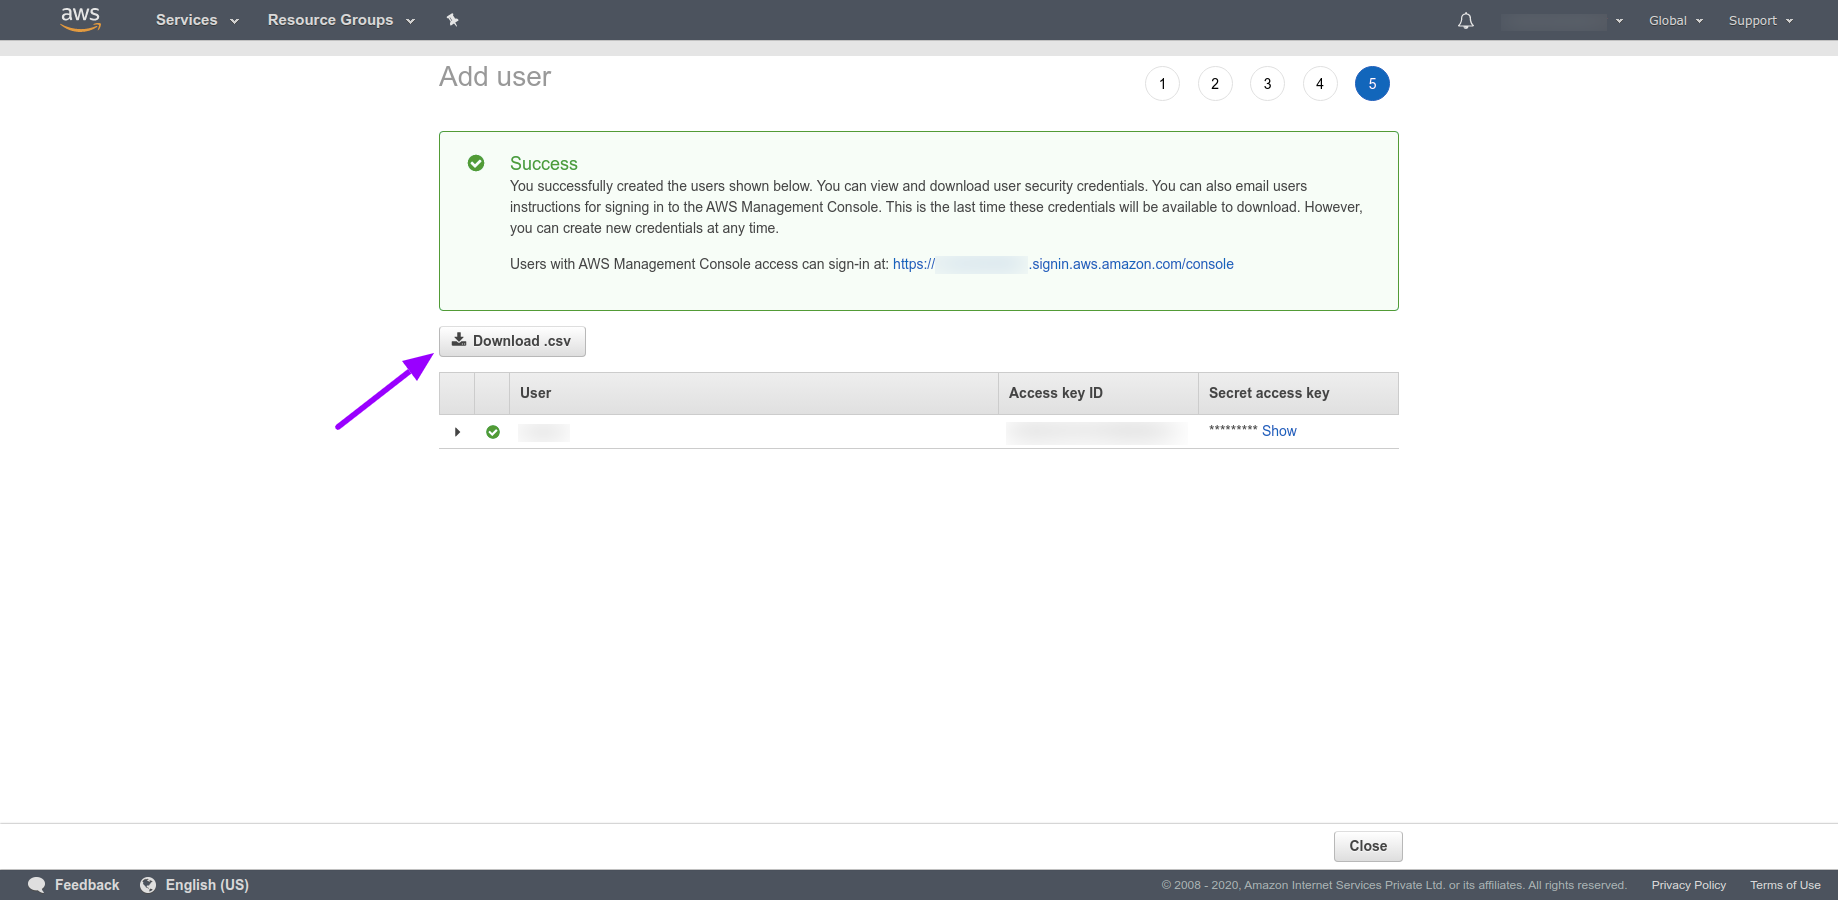 aws Services Resource Groups Global Support
Add user
1 2 3 4 5
Success
You successfully created the users shown below. You can view and download user security credentials. You can also email users
instructions for signing in to the AWS Management Console. This is the last time these credentials will be available to download. However,
you can create new credentials at any time.
Users with AWS Management Console access can sign-in at: https:// .signin.aws.amazon.com/console
Download .csv
User Access key ID Secret access key
********* Show
Close
Feedback English (US) © 2008 - 2020, Amazon Internet Services Private Ltd. or its affiliates. All rights reserved. Privacy Policy Terms of Use